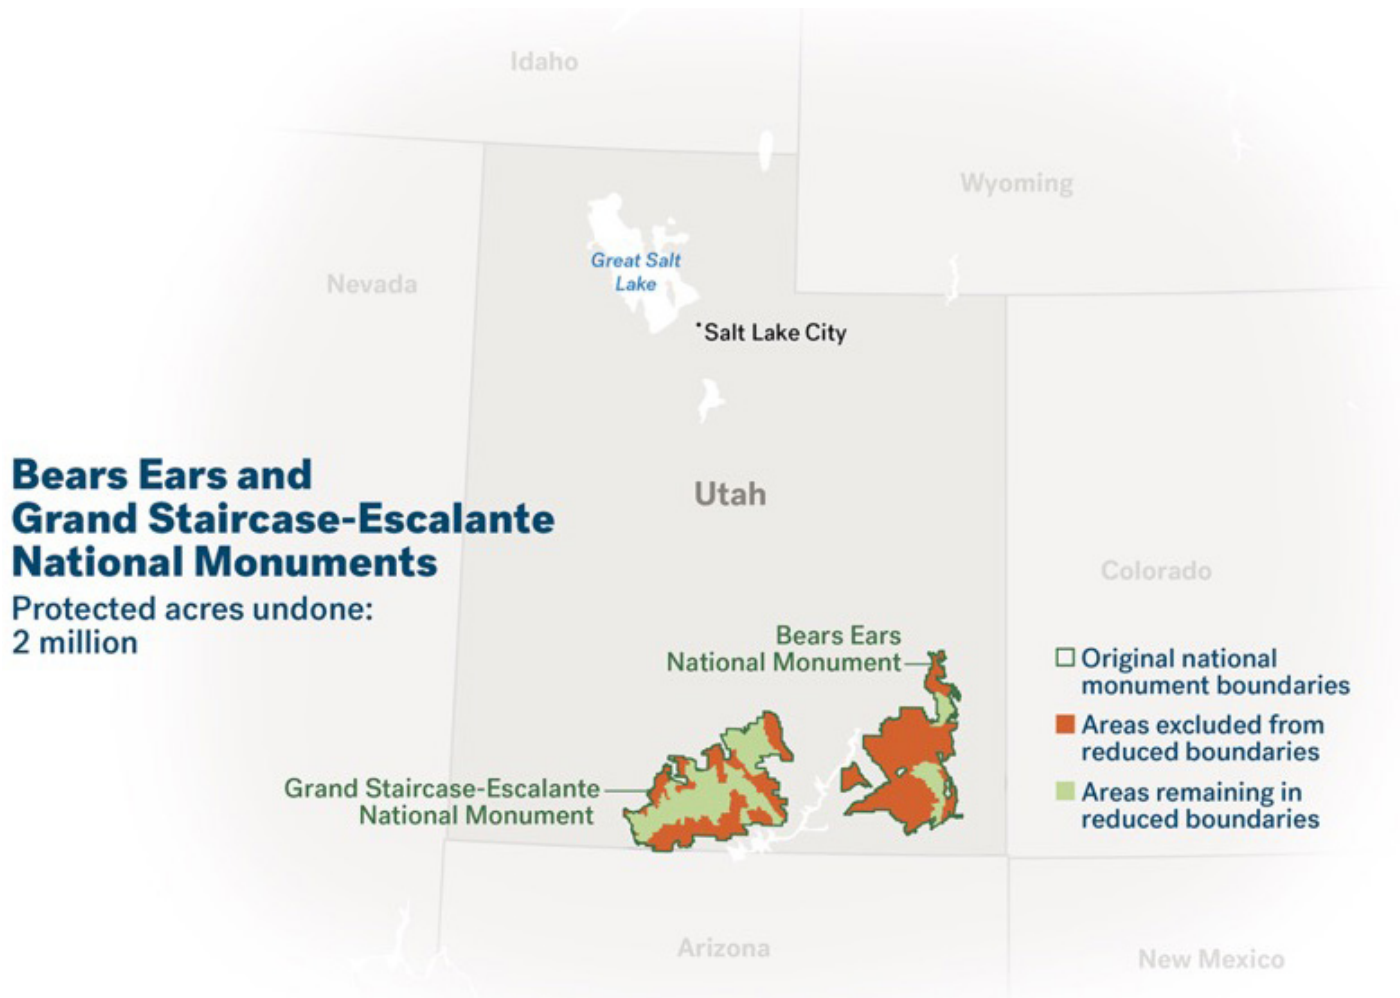 Idaho
Wyoming
Nevada
Great Salt
Lake
Salt Lake City
Bears Ears and
Grand Staircase-Escalante
National Monuments
Protected acres undone:
2 million
Utah
Colorado
Bears Ears
National Monument
Grand Staircase-Escalante
National Monument
Original national
monument boundaries
Areas excluded from
reduced boundaries
Areas remaining in
reduced boundaries
Arizona
New Mexico